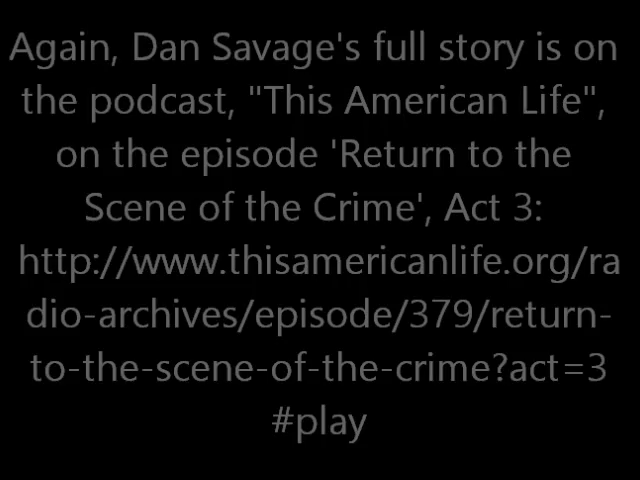 Again, Dan Savage's full story is on
the podcast, "This American Life",
on the episode 'Return to the
Scene of the Crime', Act 3:
http://www.thisamericanlife.org/ra
dio-archives/episode/379/return-
to-the-scene-of-the-crime?act=3
#play